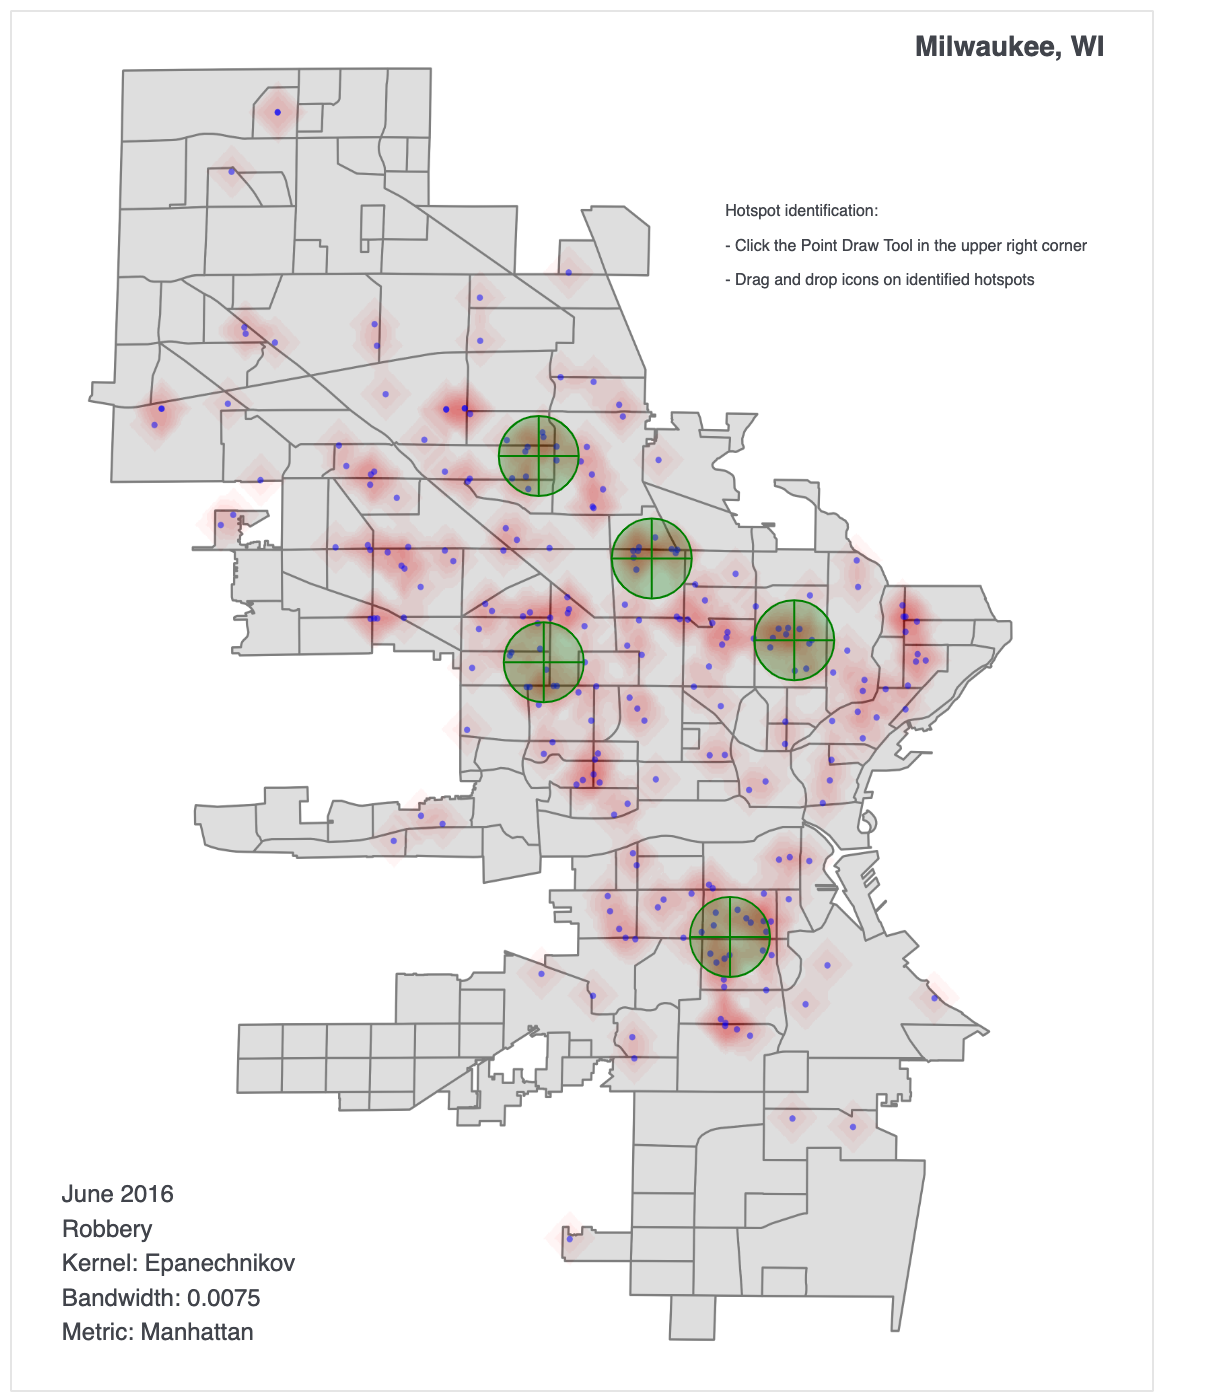 Milwaukee, WI
Hotspot identification:
- Click the Point Draw Tool in the upper right corner
- Drag and drop icons on identified hotspots
June 2016
Robbery
Kernel: Epanechnikov
Bandwidth: 0.0075
Metric: Manhattan